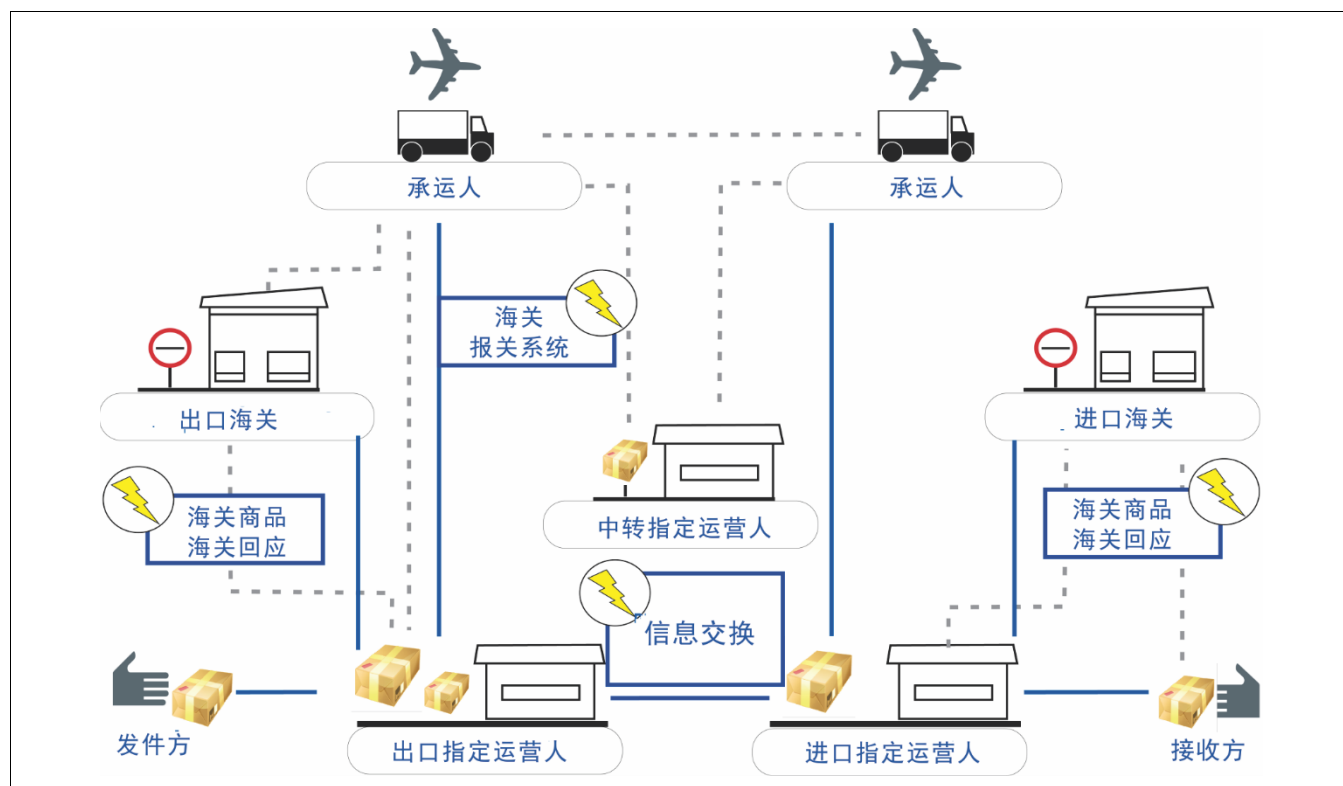 承运人
承运人
海关
报关系统
出口海关
进口海关
海关商品
海关回应
中转指定运营人
海关商品
海关回应
信息交换
发件方
出口指定运营人
进口指定运营人
接收方